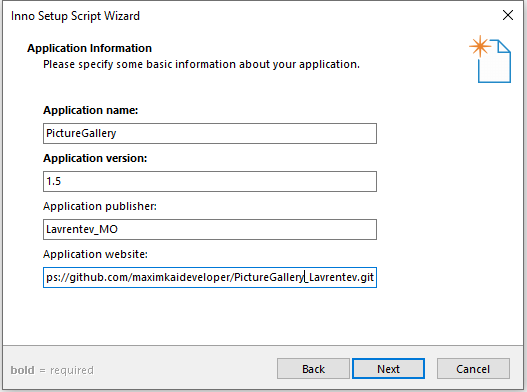 Inno Setup Script Wizard
Application Information
Please specify some basic information about your application.
Application name:
PictureGallery
Application version:
1.5
Application publisher:
Lavrentev_MO
Application website:
ps://github.com/maximkaideveloper/PictureGallery_Lavrentev.git
bold = required
Back
Next
Cancel